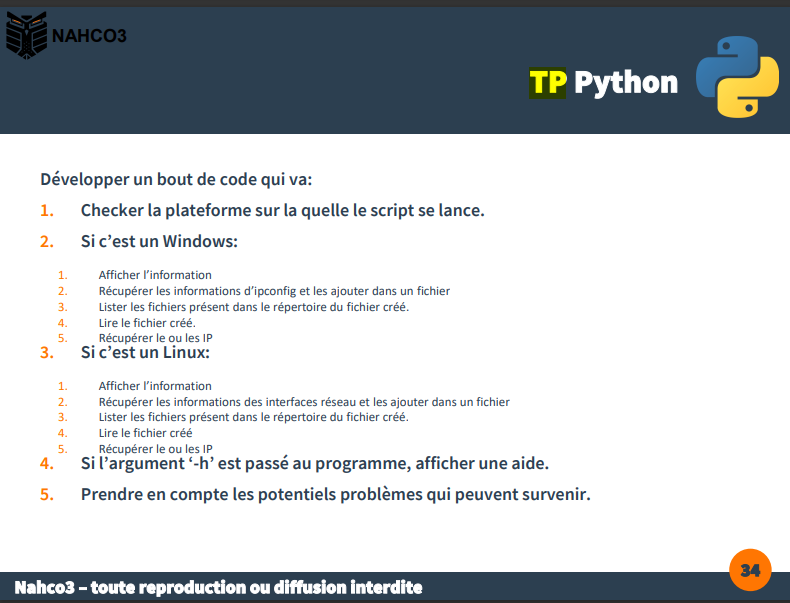 NAHCO3
TP Python
Développer un bout de code qui va:
1. Checker la plateforme sur la quelle le script se lance.
2. Si c’est un Windows:
1. Afficher l’information
2. Récupérer les informations d’ipconfig et les ajouter dans un fichier
3. Lister les fichiers présent dans le répertoire du fichier créé.
4. Lire le fichier créé.
5. Récupérer le ou les IP
3. Si c’est un Linux:
1. Afficher l’information
2. Récupérer les informations des interfaces réseau et les ajouter dans un fichier
3. Lister les fichiers présent dans le répertoire du fichier créé.
4. Lire le fichier créé
5. Récupérer le ou les IP
4. Si l’argument ‘-h’ est passé au programme, afficher une aide.
5. Prendre en compte les potentiels problèmes qui peuvent survenir.
34
Nahco3 – toute reproduction ou diffusion interdite